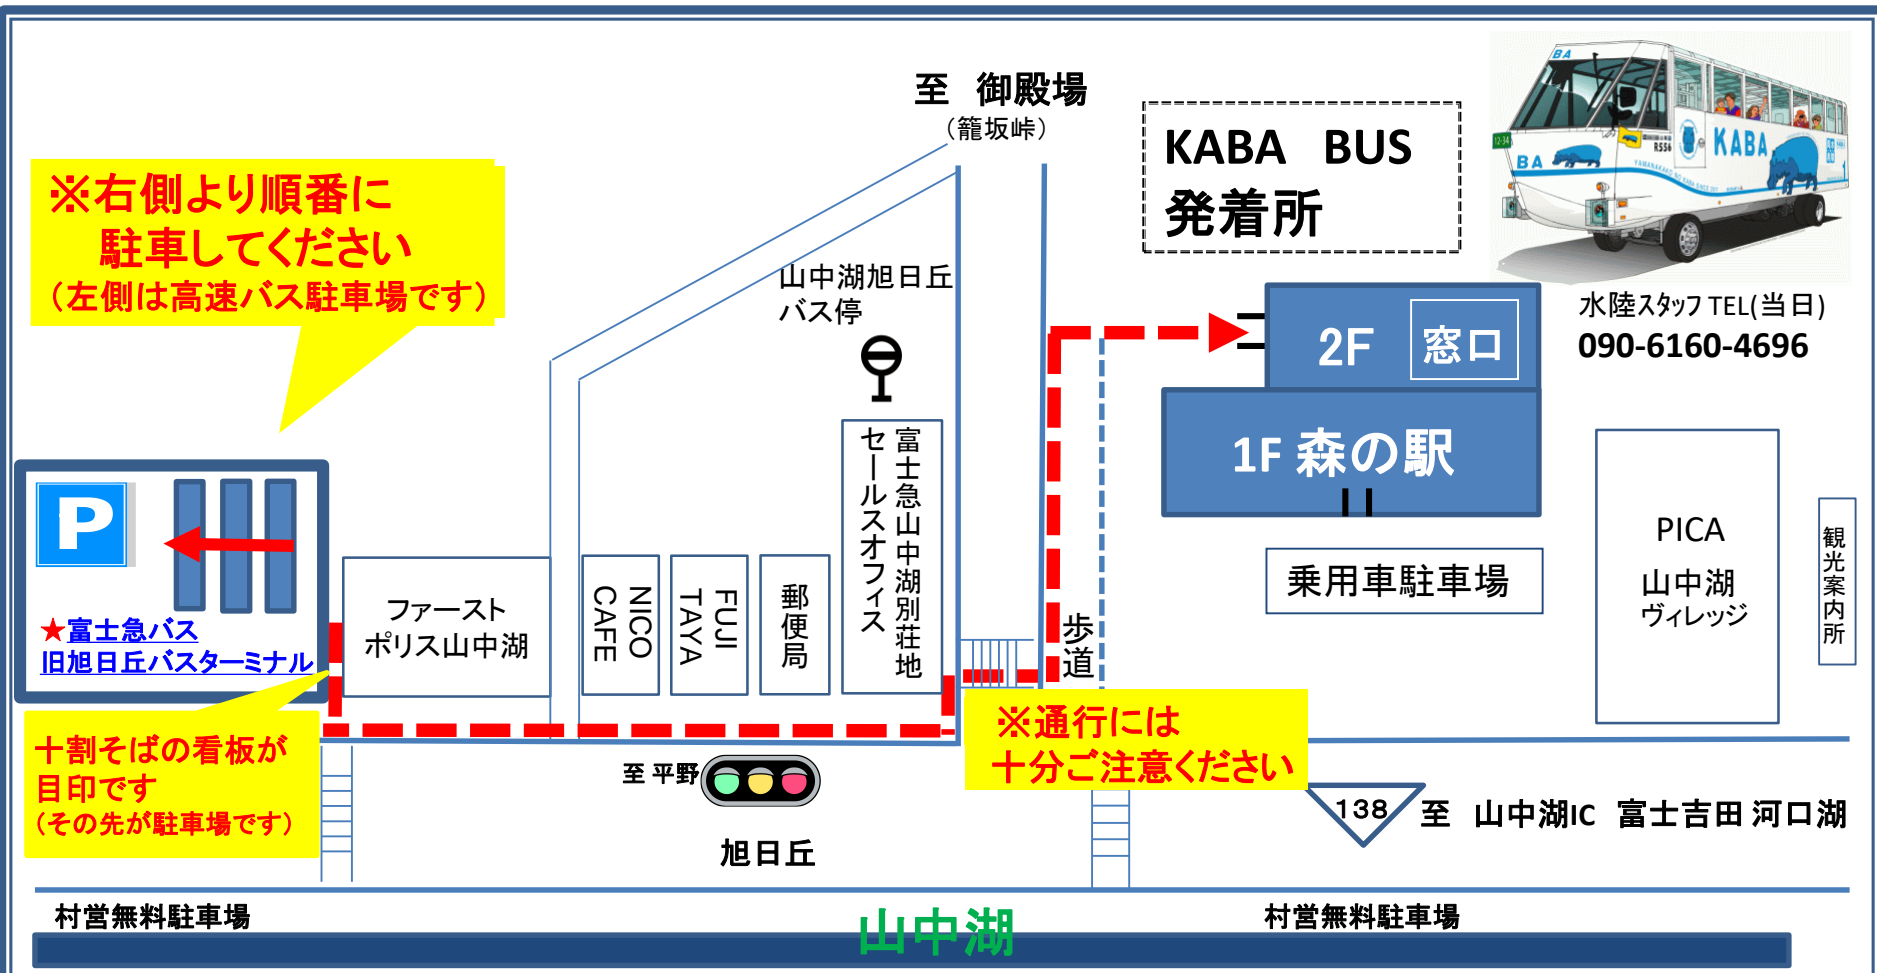 至 御殿場
（籠坂峠）
KABA BUS
発着所
BA
BA
KABA
R556
12-34
YAMANAKAKO NO KABA SINCE 2011
※右側より順番に
駐車してください
（左側は高速バス駐車場です）
山中湖旭日丘
バス停
水陸スタッフ TEL(当日)
090-6160-4696
2F 窓口
1F 森の駅
富士急山中湖別荘地
セールスオフィス
P
★富士急バス
旧旭日丘バスターミナル
ファースト
ポリス山中湖
NICO
CAFE
FUJI
TAYA
郵便局
歩道
乗用車駐車場
PICA
山中湖
ヴィレッジ
観光案内所
十割そばの看板が
目印です
（その先が駐車場です）
※通行には
十分ご注意ください
至 平野
旭日丘
138
至 山中湖IC 富士吉田 河口湖
村営無料駐車場
山中湖
村営無料駐車場